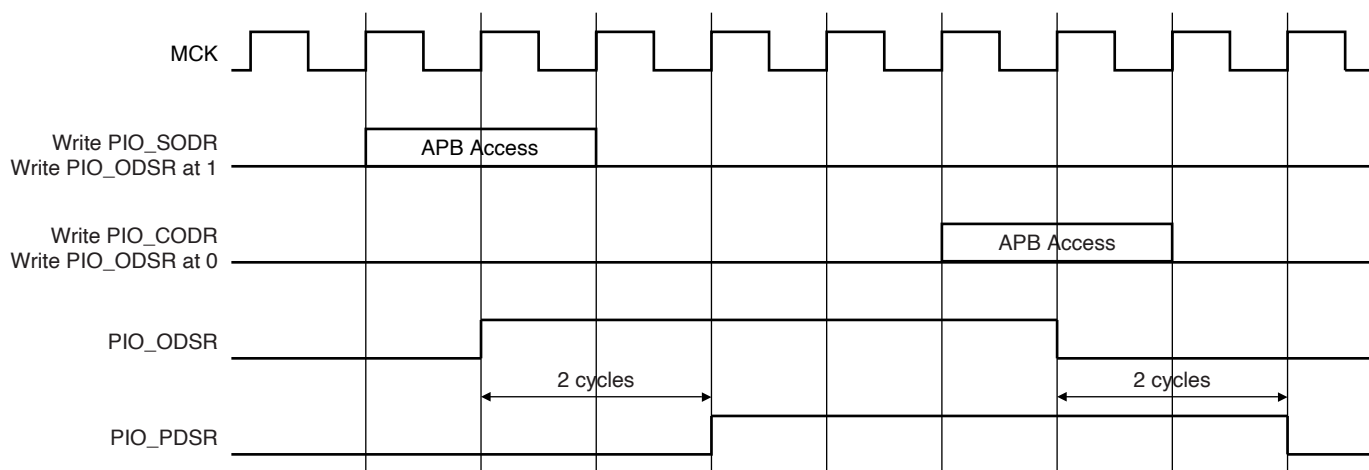 MCK
Write PIO_SODR
Write PIO_ODSR at 1
APB Access
Write PIO_CODR
Write PIO_ODSR at 0
APB Access
PIO_ODSR
2 cycles
2 cycles
PIO_PDSR